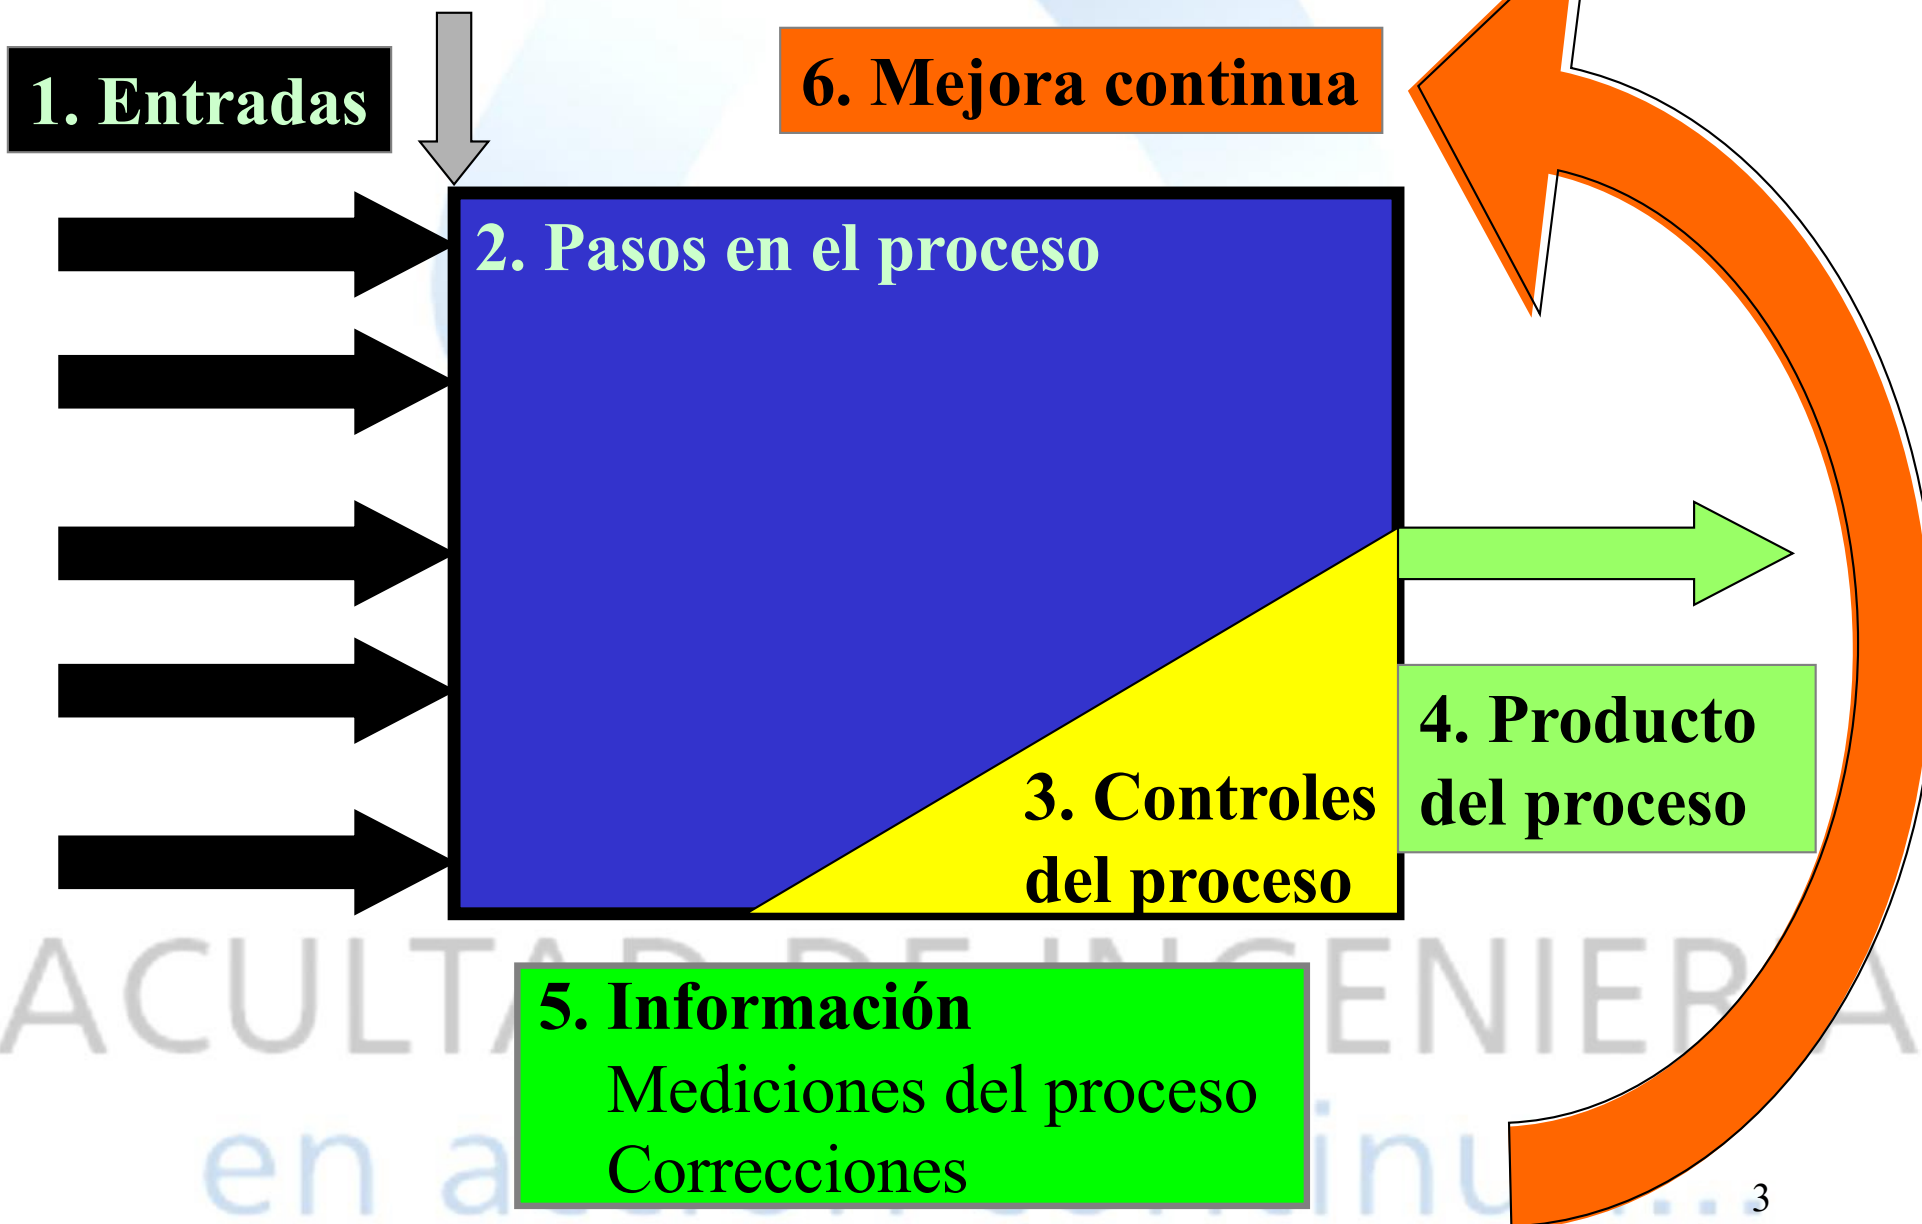 1. Entradas
6. Mejora continua
2. Pasos en el proceso
4. Producto
del proceso
3. Controles
del proceso
5. Información
Mediciones del proceso
Correcciones
3